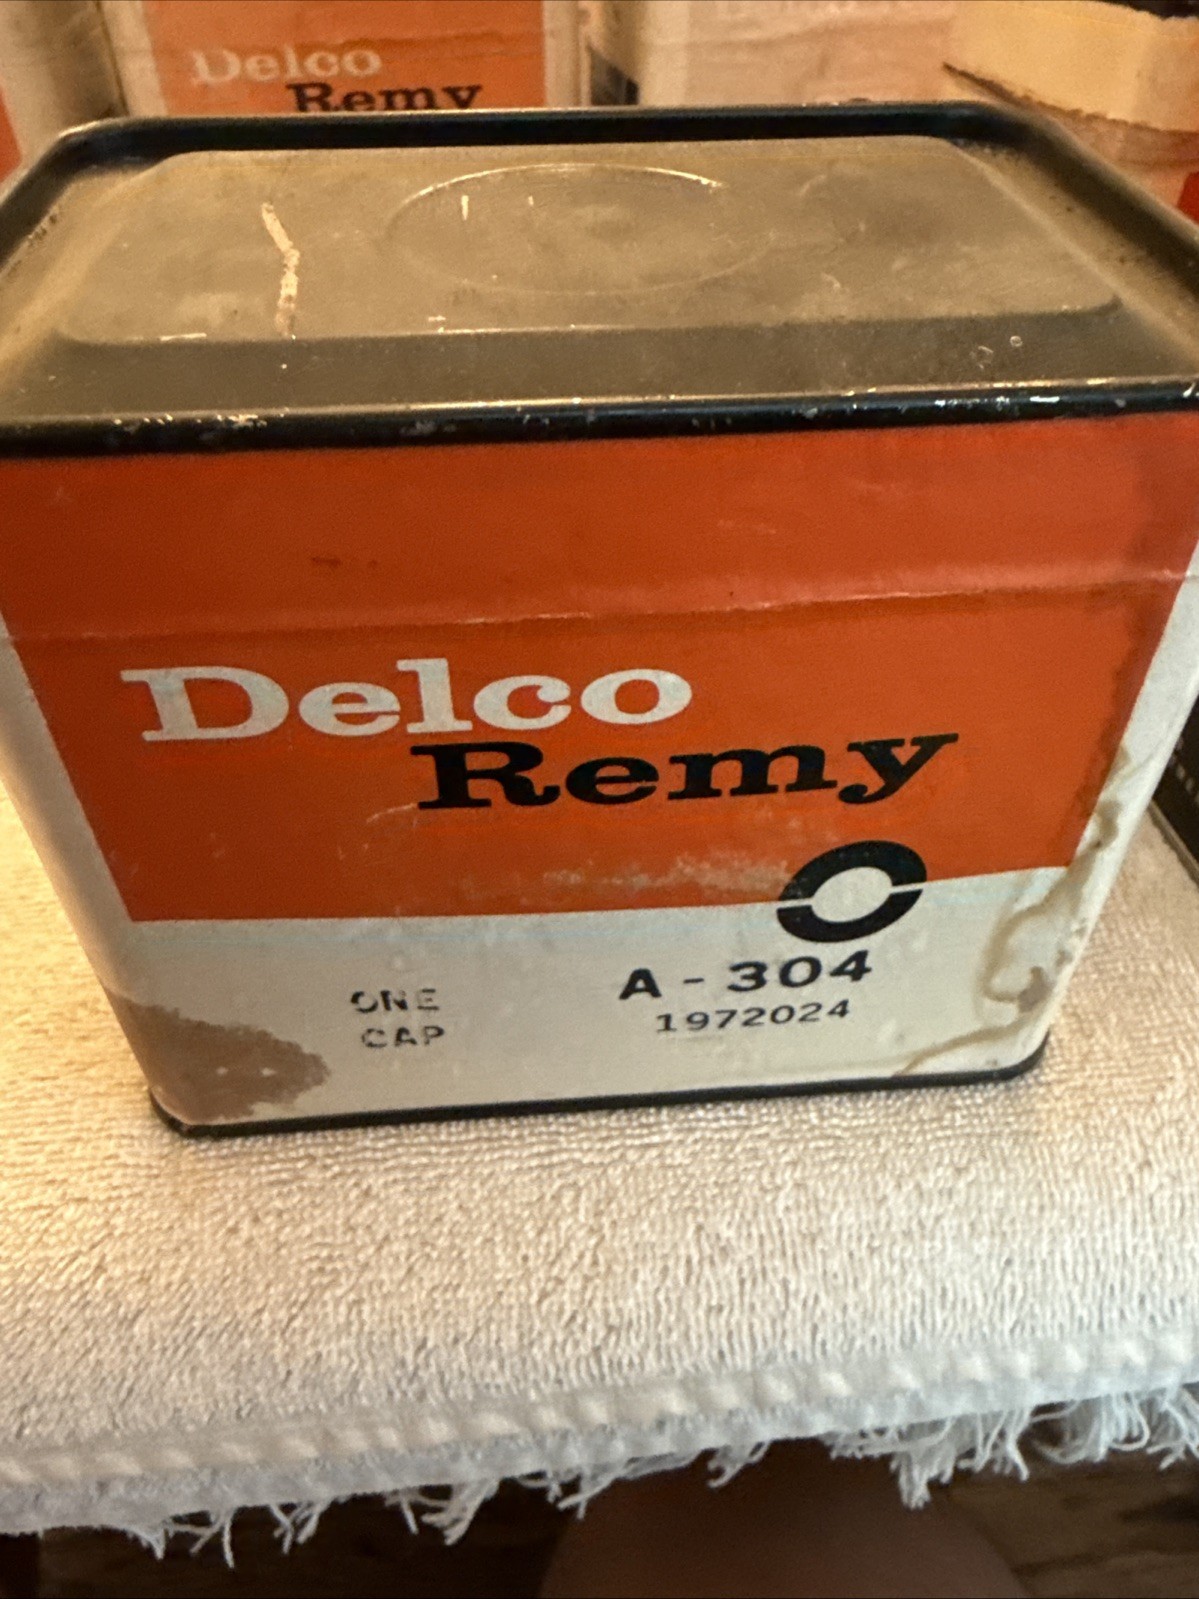 Delco
Remy
Delco
Remy
A-304
1972024
ONE
CAP